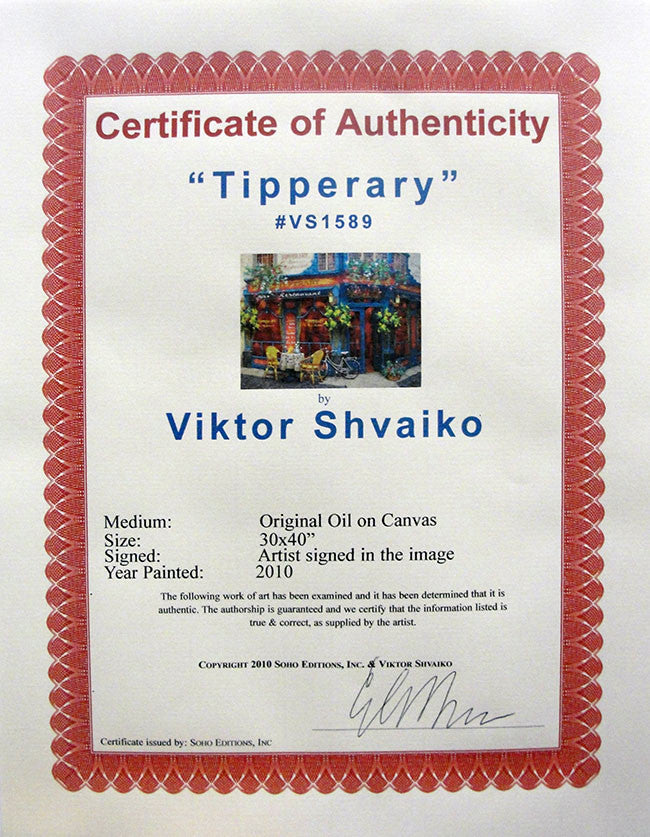 Certificate of Authenticity
“Tipperary”
#VS1589
Restaurant
by
Viktor Shvaiko
Medium: Original Oil on Canvas
Size: 30x40”
Signed: Artist signed in the image
Year Painted: 2010
The following work of art has been examined and it has been determined that it is
authentic. The authorship is guaranteed and we certify that the information listed is
true & correct, as supplied by the artist.
Copyright 2010 Soho Editions, Inc. & Viktor Shvaiko
Certificate issued by: Soho Editions, Inc